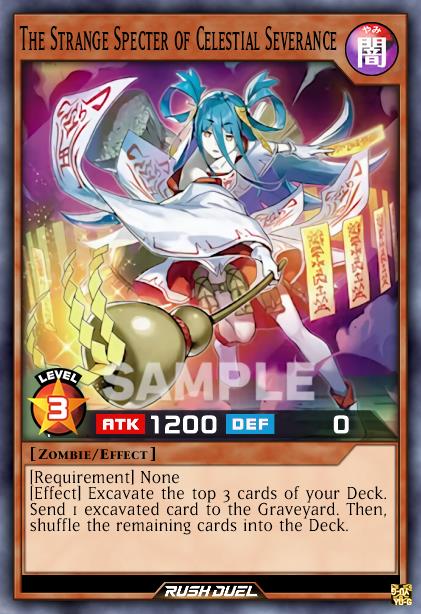 The Strange Specter of Celestial Severance
やみ
闇
SAMPLE
LEVEL
3
ATK 1200 DEF 0
[Zombie/Effect]
[Requirement] None
[Effect] Excavate the top 3 cards of your Deck.
Send 1 excavated card to the Graveyard. Then,
shuffle the remaining cards into the Deck.
RUSH DUEL